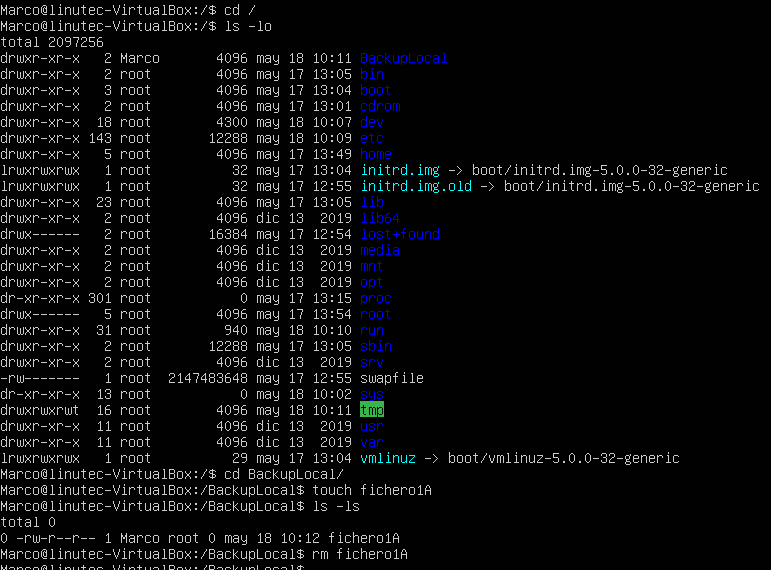 Marco@linutec-VirtualBox:/$ cd /
Marco@linutec-VirtualBox:/$ ls -lo
total 2097256
drwxr-xr-x   2 Marco       4096 may 18 10:11 BackupLocal
drwxr-xr-x   2 root        4096 may 17 13:05 bin
drwxr-xr-x   3 root        4096 may 17 13:04 boot
drwxr-xr-x   2 root        4096 may 17 13:01 cdrom
drwxr-xr-x  18 root        4300 may 18 10:07 dev
drwxr-xr-x 143 root       12288 may 18 10:09 etc
drwxr-xr-x   5 root        4096 may 17 13:49 home
lrwxrwxrwx   1 root          32 may 17 13:04 initrd.img -> boot/initrd.img-5.0.0-32-generic
lrwxrwxrwx   1 root          32 may 17 12:55 initrd.img.old -> boot/initrd.img-5.0.0-32-generic
drwxr-xr-x  23 root        4096 may 17 13:05 lib
drwxr-xr-x   2 root        4096 dic 13  2019 lib64
drwx------   2 root       16384 may 17 12:54 lost+found
drwxr-xr-x   2 root        4096 dic 13  2019 media
drwxr-xr-x   2 root        4096 dic 13  2019 mnt
drwxr-xr-x   2 root        4096 dic 13  2019 opt
dr-xr-xr-x 301 root           0 may 17 13:15 proc
drwx------   5 root        4096 may 17 13:54 root
drwxr-xr-x  31 root         940 may 18 10:10 run
drwxr-xr-x   2 root       12288 may 17 13:05 sbin
drwxr-xr-x   2 root        4096 dic 13  2019 srv
-rw-------   1 root  2147483648 may 17 12:55 swapfile
dr-xr-xr-x  13 root           0 may 18 10:02 sys
drwxrwxrwt  16 root        4096 may 18 10:11 tmp
drwxr-xr-x  11 root        4096 dic 13  2019 usr
drwxr-xr-x  11 root        4096 dic 13  2019 var
lrwxrwxrwx   1 root          29 may 17 13:04 vmlinuz -> boot/vmlinuz-5.0.0-32-generic
Marco@linutec-VirtualBox:/$ cd BackupLocal/
Marco@linutec-VirtualBox:/BackupLocal$ touch fichero1A
Marco@linutec-VirtualBox:/BackupLocal$ ls -ls
total 0
0 -rw-r--r-- 1 Marco root 0 may 18 10:12 fichero1A
Marco@linutec-VirtualBox:/BackupLocal$ rm fichero1A
Marco@linutec-VirtualBox:/BackupLocal$